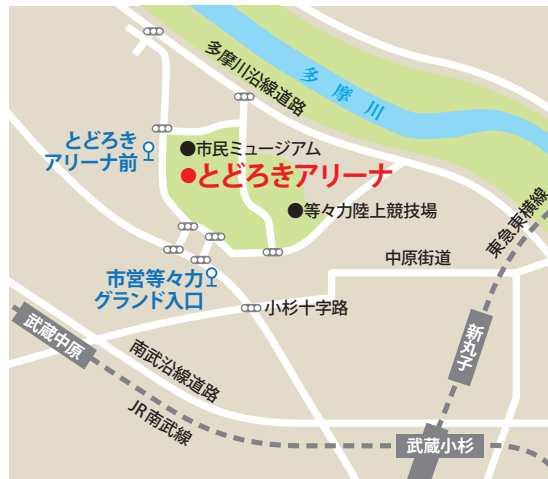 多摩川沿線道路
多摩川
とどろき
アリーナ前
市民ミュージアム
とどろきアリーナ
等々力陸上競技場
東急東横線
中原街道
市営等々力
グランド入口
小杉十字路
武蔵中原
南武沿線道路
新丸子
JR南武線
武蔵小杉